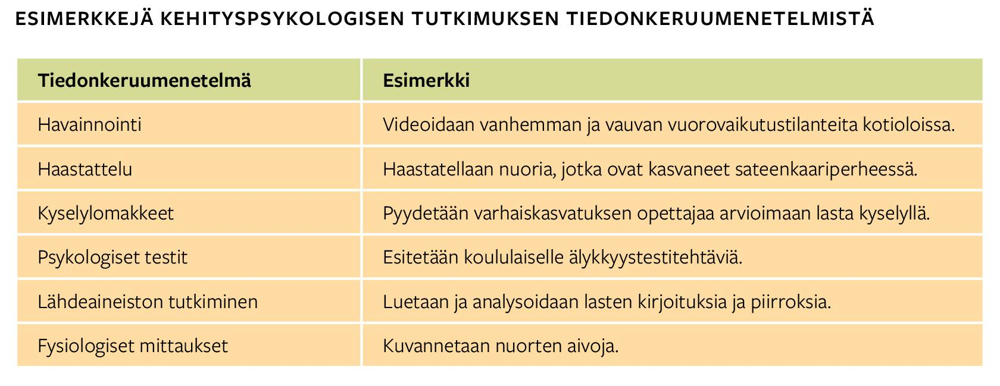 ESIMERKKEJÄ KEHITYSPSYKOLOGISEN TUTKIMUKSEN TIEDONKERUUMENETELMISTÄ
Tiedonkeruumenetelmä Esimerkki
Havainnointi Videoidaan vanhemman ja vauvan vuorovaikutustilanteita kotioloissa.
Haastattelu Haastatellaan nuoria, jotka ovat kasvaneet sateenkaariperheessä.
Kyselylomakkeet Pyydetään varhaiskasvatuksen opettajaa arvioimaan lasta kyselyllä.
Psykologiset testit Esitetään koululaiselle älykkyystestitehtäviä.
Lähdeaineiston tutkiminen Luetaan ja analysoidaan lasten kirjoituksia ja piirroksia.
Fysiologiset mittaukset Kuvannetaan nuorten aivoja.